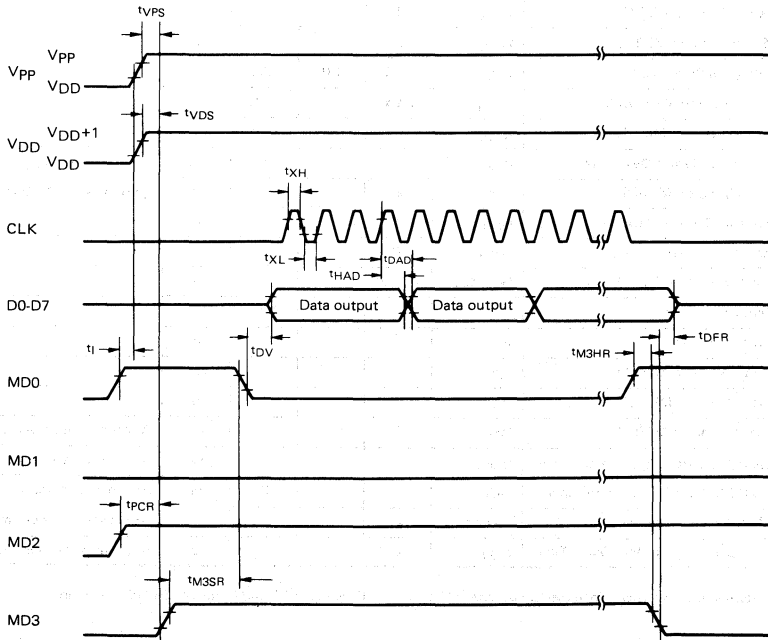 tVPS
VPP
VPP
VDD
tVDS
VDD+1
VDD
VDD
tXH
CLK
tXL
tDAD
tHAD
D0-D7
Data output
Data output
tI
tDV
tM3HR
tDFR
MD0
MD1
tPCR
MD2
tM3SR
MD3